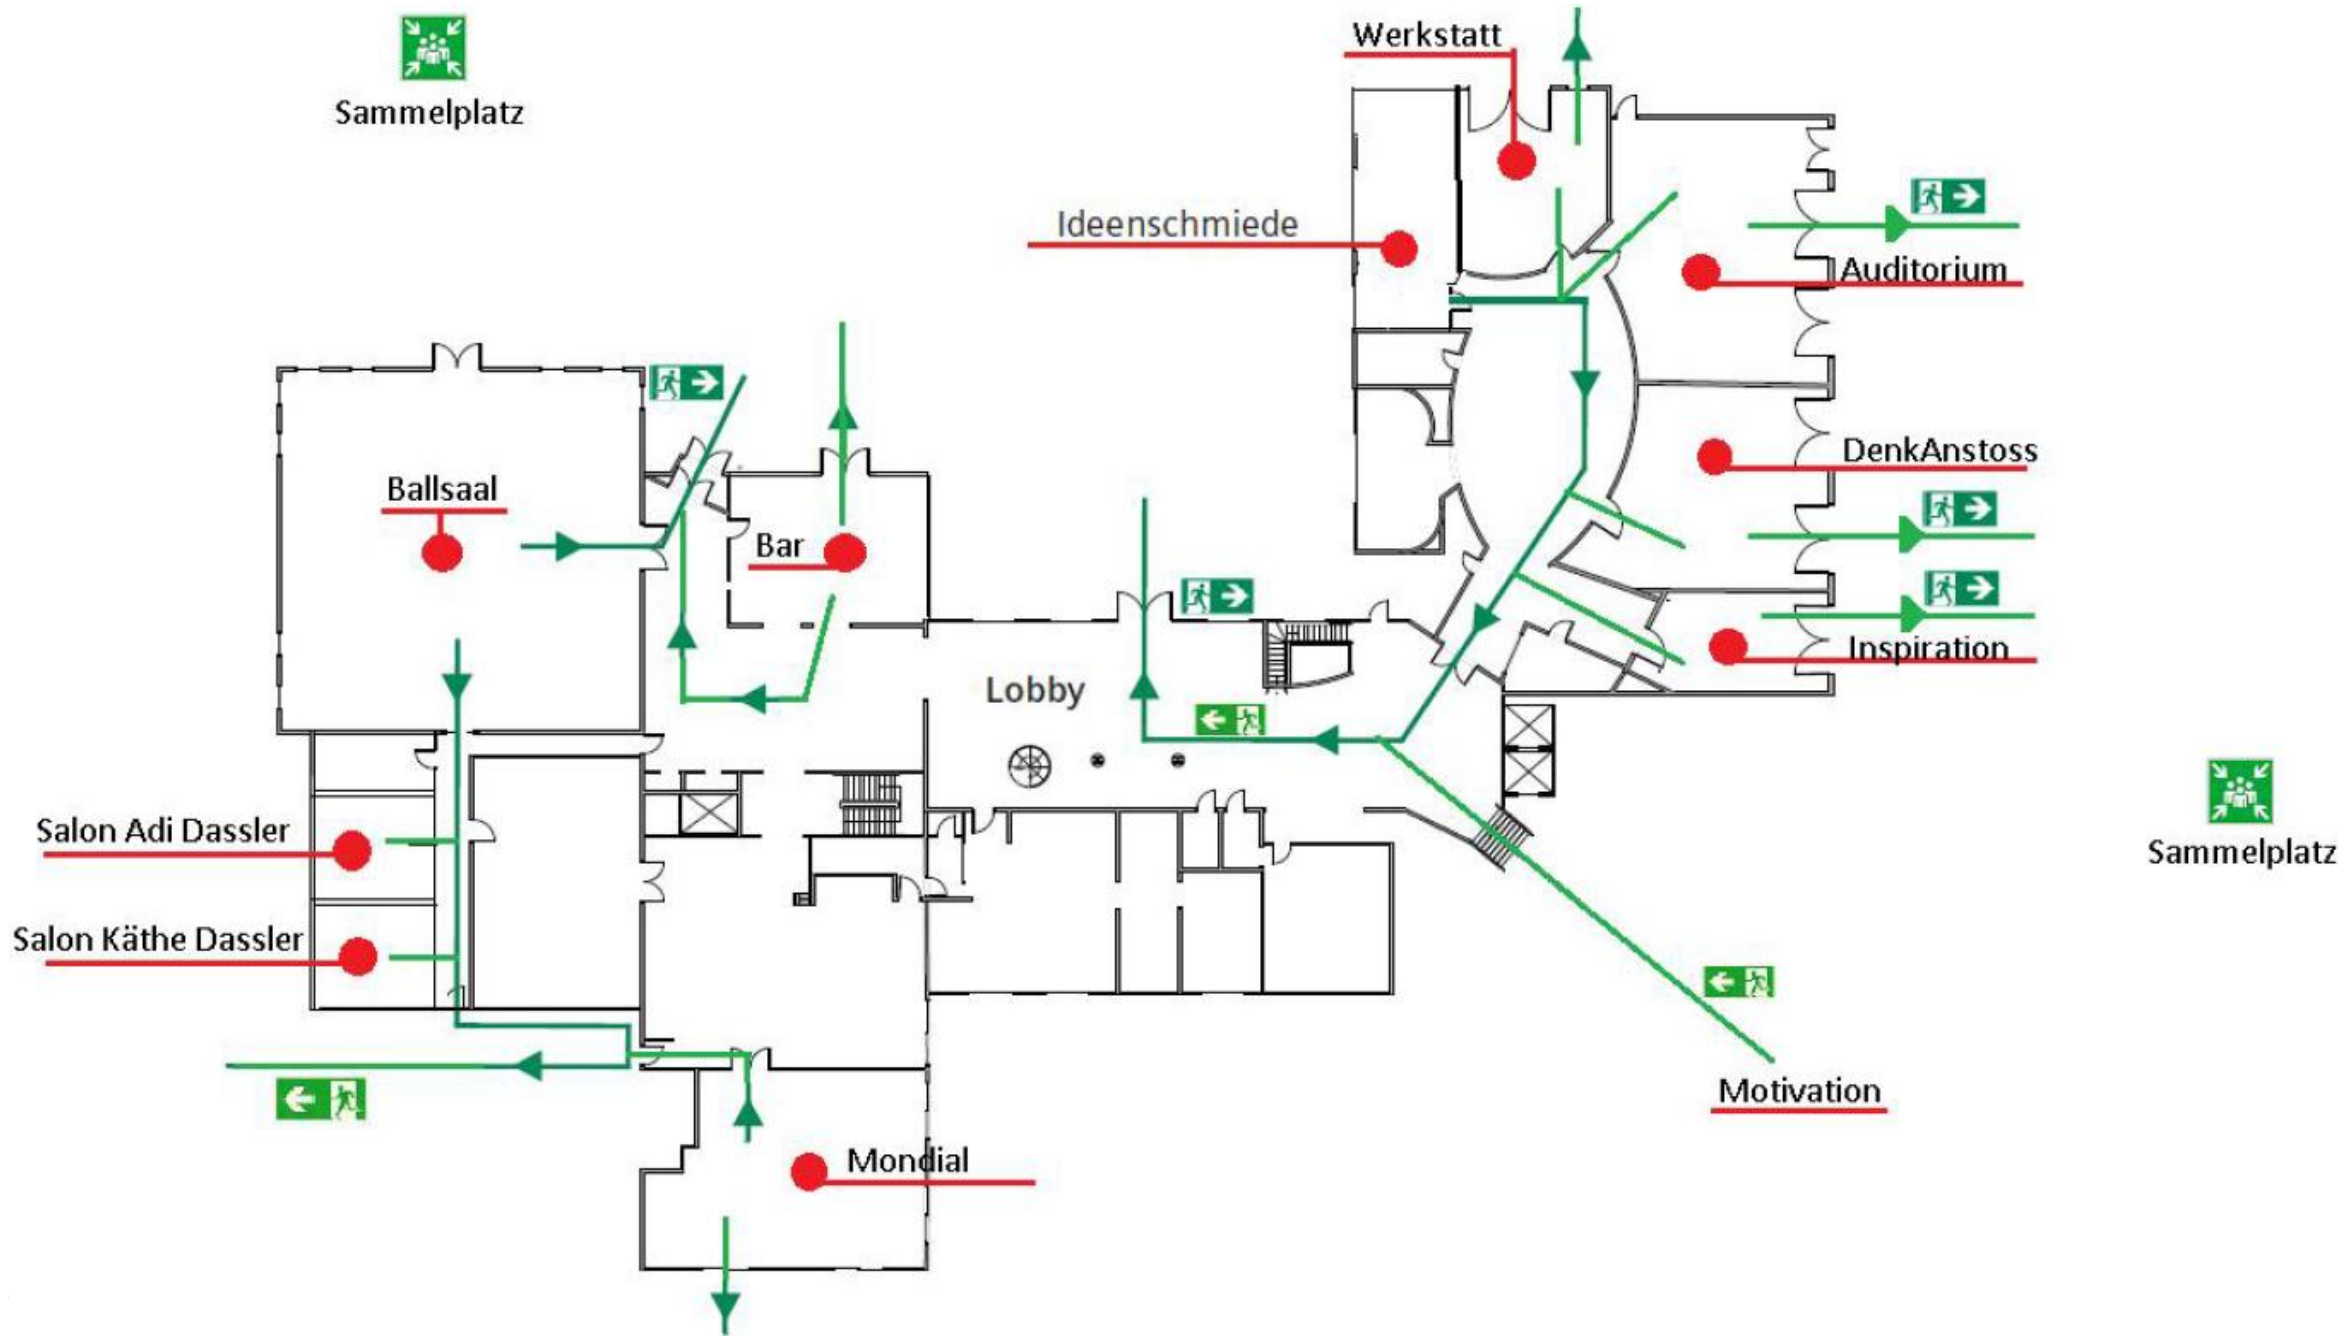 Sammelplatz
Werkstatt
Ideenschmiede
Auditorium
DenkAnstoss
Ballsaal
Bar
Inspiration
Lobby
Salon Adi Dassler
Sammelplatz
Salon Käthe Dassler
Motivation
Mondial